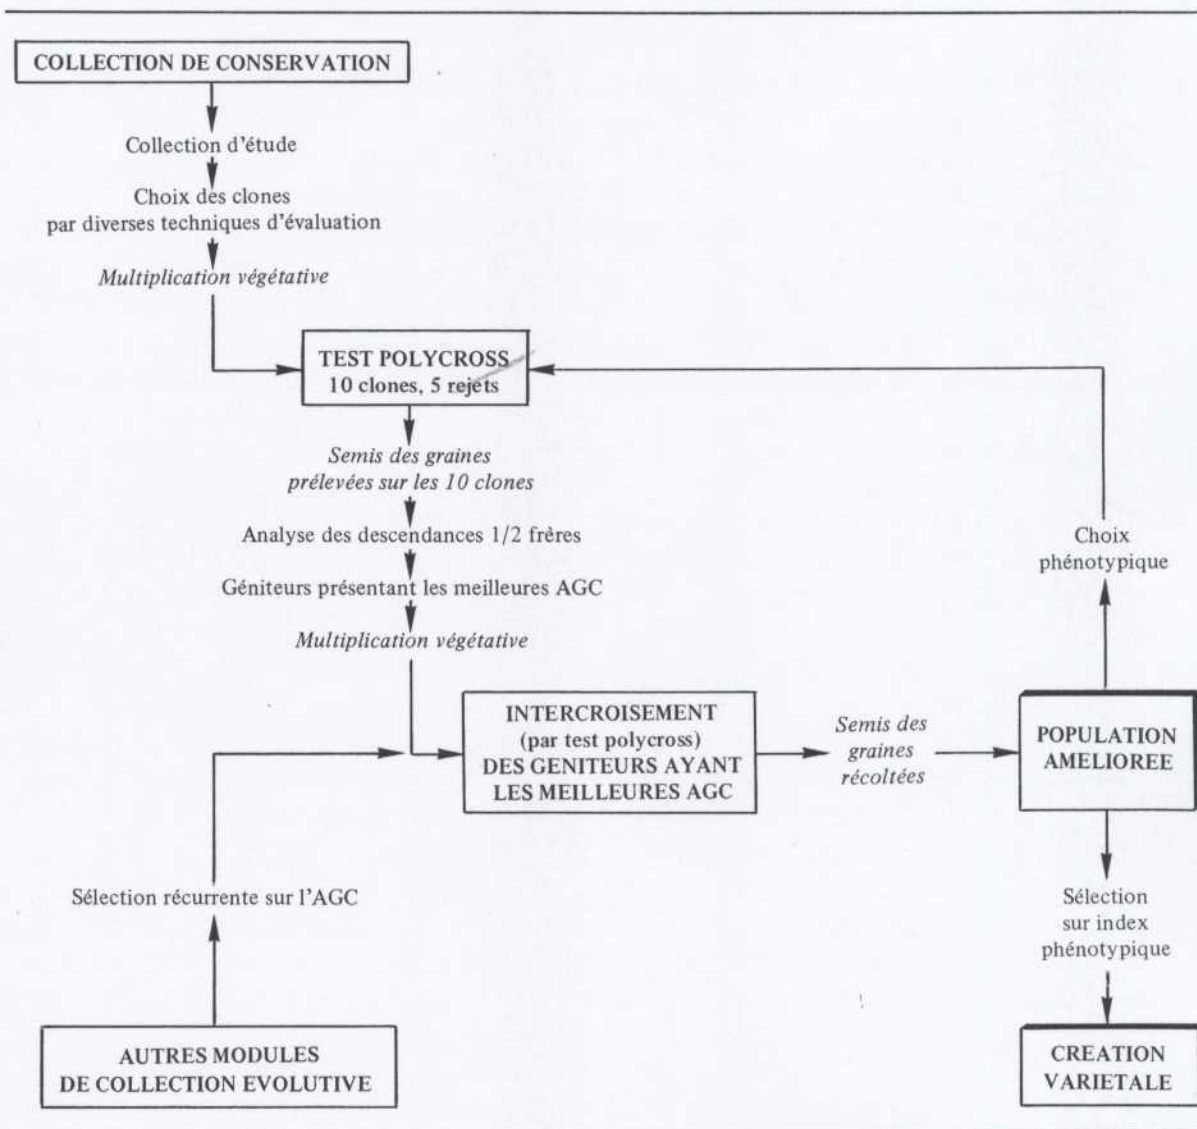 COLLECTION DE CONSERVATION
Collection d'étude
Choix des clones
par diverses techniques d'évaluation
Multiplication végétative
TEST POLYCROSS
10 clones, 5 rejets
Semis des graines
prélevées sur les 10 clones
Analyse des descendances 1/2 frères
Géniteurs présentant les meilleures AGC
Multiplication végétative
Choix
phénotypique
INTERCROISEMENT
(par test polycross)
DES GENITEURS AYANT
LES MEILLEURES AGC
Semis des
graines
récoltées
POPULATION
AMELIOREE
Sélection récurrente sur l'AGC
Sélection
sur index
phénotypique
AUTRES MODULES
DE COLLECTION EVOLUTIVE
CREATION
VARIETALE